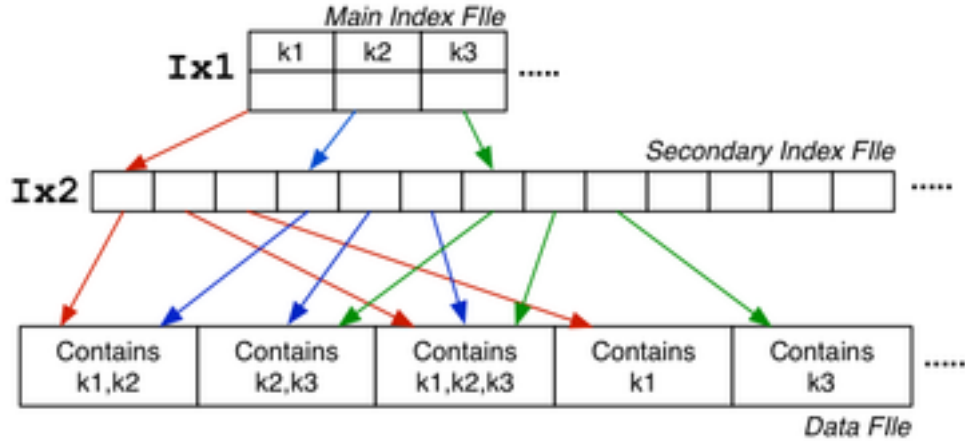 Main Index FIle
Ix1
k1 k2 k3
.....
Secondary Index FIle
Ix2
.....
Contains k1,k2
Contains k2,k3
Contains k1,k2,k3
Contains k1
Contains k3
.....
Data FIle